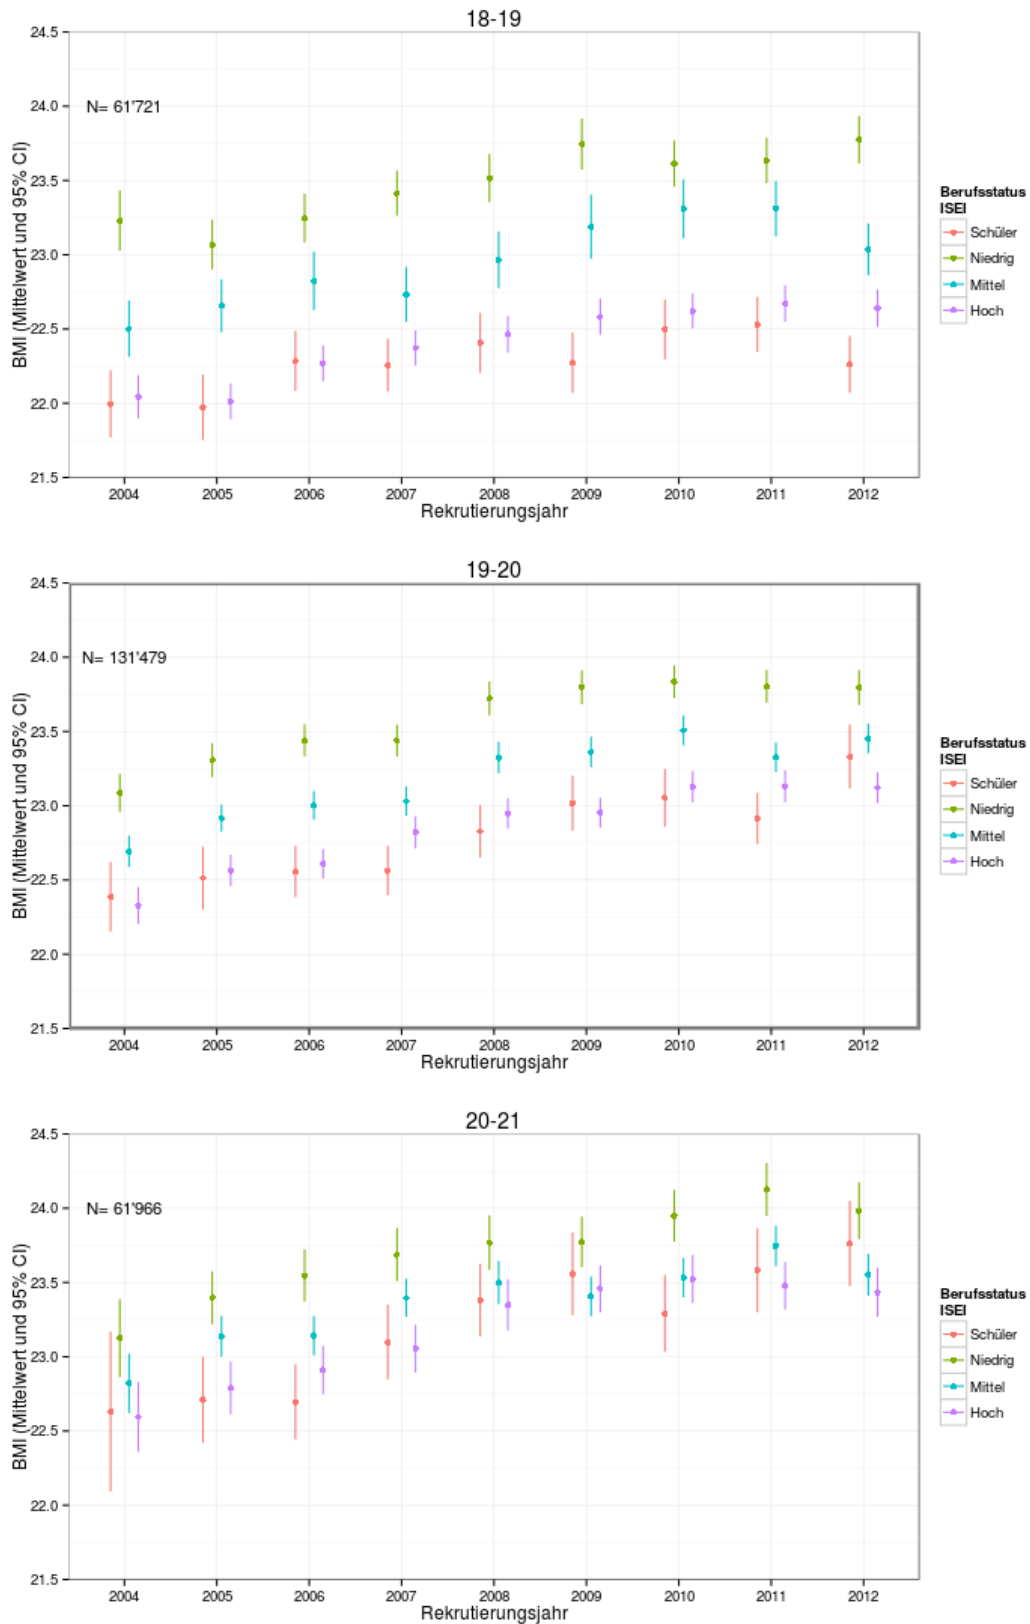 18-19
24.5
24.0
23.5
23.0
22.5
22.0
21.5
BMI (Mittelwert und 95% CI)
N= 61'721
2004 2005 2006 2007 2008 2009 2010 2011 2012
Rekrutierungsjahr
Berufsstatus
ISEI
Schüler
Niedrig
Mittel
Hoch
19-20
24.5
24.0
23.5
23.0
22.5
22.0
21.5
BMI (Mittelwert und 95% CI)
N= 131'479
2004 2005 2006 2007 2008 2009 2010 2011 2012
Rekrutierungsjahr
Berufsstatus
ISEI
Schüler
Niedrig
Mittel
Hoch
20-21
24.5
24.0
23.5
23.0
22.5
22.0
21.5
BMI (Mittelwert und 95% CI)
N= 61'966
2004 2005 2006 2007 2008 2009 2010 2011 2012
Rekrutierungsjahr
Berufsstatus
ISEI
Schüler
Niedrig
Mittel
Hoch